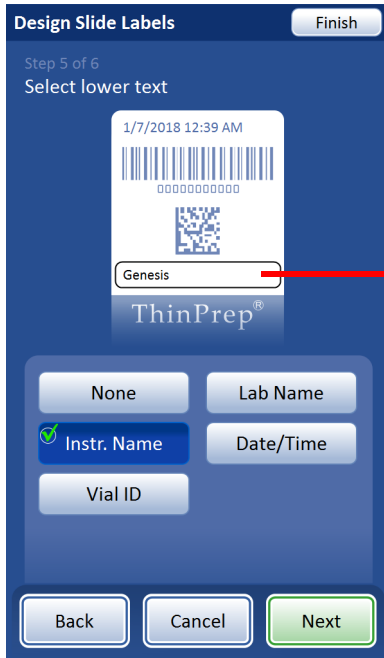 Design Slide Labels Finish
Step 5 of 6
Select lower text
1/7/2018 12:39 AM
00000000000
Genesis
ThinPrep®
None Lab Name
Instr. Name Date/Time
Vial ID
Back Cancel Next